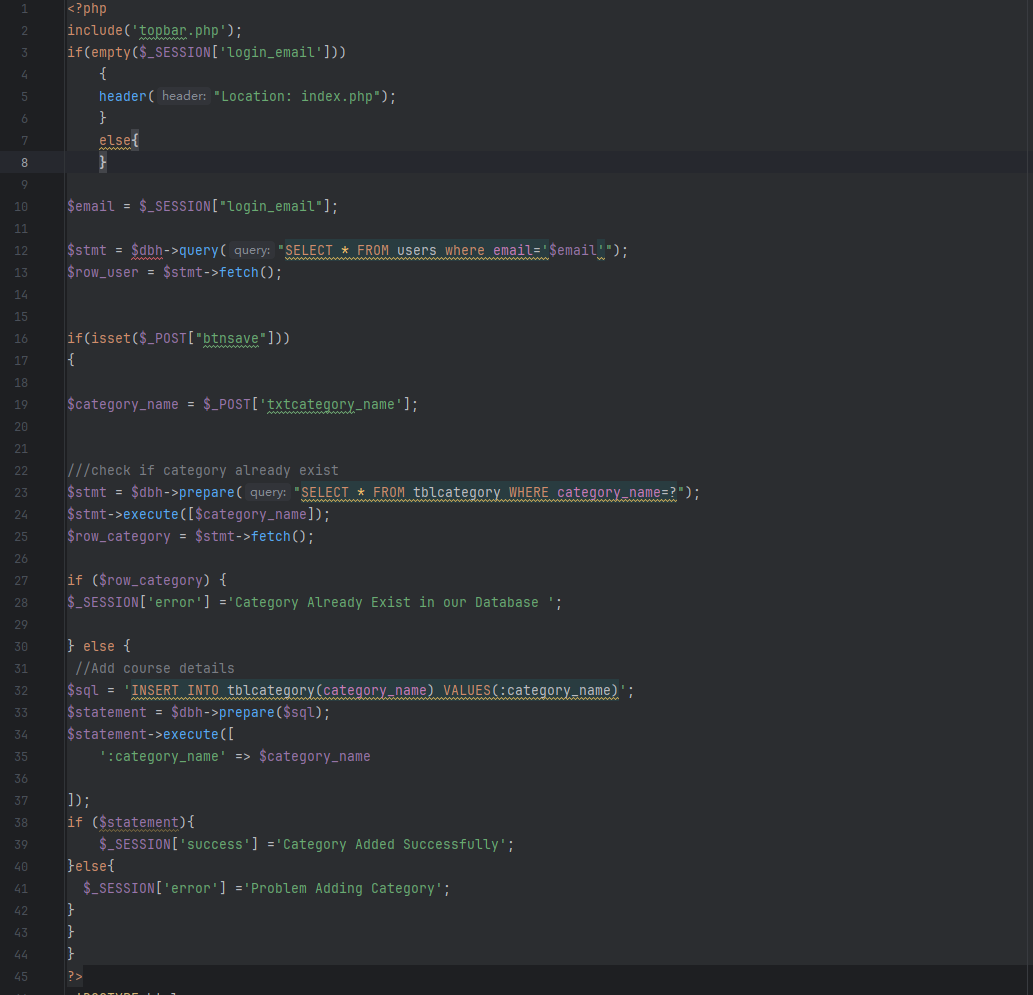 1 <?php
2 include('topbar.php');
3 if(empty($_SESSION['login_email']))
4 {
5 header( header: "Location: index.php");
6 }
7 else{
8 }
9
10 $email = $_SESSION["login_email"];
11
12 $stmt = $dbh->query( query: "SELECT * FROM users where email='$email'");
13 $row_user = $stmt->fetch();
14
15
16 if(isset($_POST["btnsave"]))
17 {
18
19 $category_name = $_POST['txtcategory_name'];
20
21
22 ///check if category already exist
23 $stmt = $dbh->prepare( query: "SELECT * FROM tblcategory WHERE category_name=?");
24 $stmt->execute([$category_name]);
25 $row_category = $stmt->fetch();
26
27 if ($row_category) {
28 $_SESSION['error'] ='Category Already Exist in our Database ';
29
30 } else {
31 //Add course details
32 $sql = 'INSERT INTO tblcategory(category_name) VALUES(:category_name)';
33 $statement = $dbh->prepare($sql);
34 $statement->execute([
35 ':category_name' => $category_name
36
37 ]);
38 if ($statement){
39 $_SESSION['success'] ='Category Added Successfully';
40 }else{
41 $_SESSION['error'] ='Problem Adding Category';
42 }
43 }
44 }
45 ?>